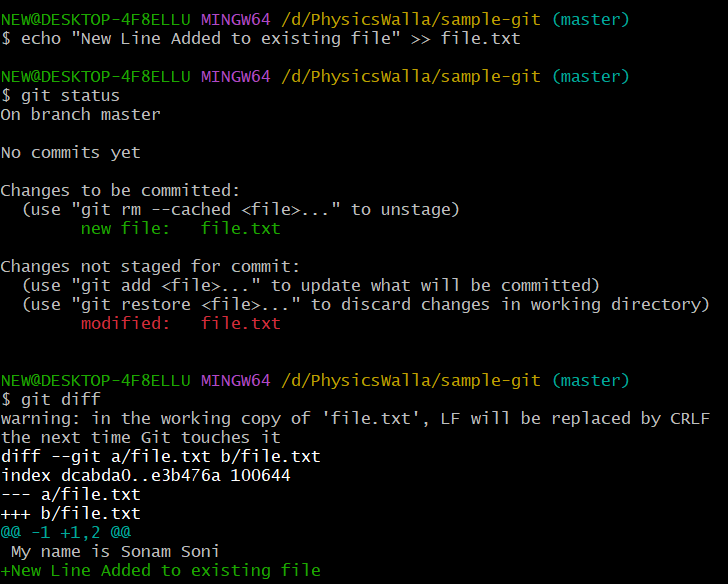 NEW@DESKTOP-4F8ELLU MINGW64 /d/PhysicsWalla/sample-git (master)
$ echo "New Line Added to existing file" >> file.txt
NEW@DESKTOP-4F8ELLU MINGW64 /d/PhysicsWalla/sample-git (master)
$ git status
On branch master
No commits yet
Changes to be committed:
  (use "git rm --cached <file>..." to unstage)
        new file:   file.txt
Changes not staged for commit:
  (use "git add <file>..." to update what will be committed)
  (use "git restore <file>..." to discard changes in working directory)
        modified:   file.txt
NEW@DESKTOP-4F8ELLU MINGW64 /d/PhysicsWalla/sample-git (master)
$ git diff
warning: in the working copy of 'file.txt', LF will be replaced by CRLF
the next time Git touches it
diff --git a/file.txt b/file.txt
index dcabda0..e3b476a 100644
--- a/file.txt
+++ b/file.txt
@@ -1 +1,2 @@
 My name is Sonam Soni
+New Line Added to existing file